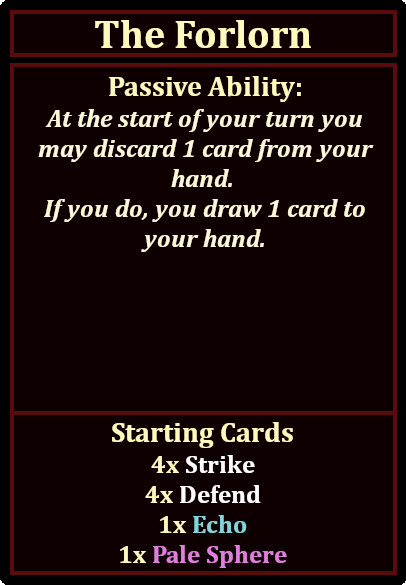 The Forlorn
Passive Ability:
At the start of your turn you
may discard 1 card from your
hand.
If you do, you draw 1 card to
your hand.
Starting Cards
4x Strike
4x Defend
1x Echo
1x Pale Sphere